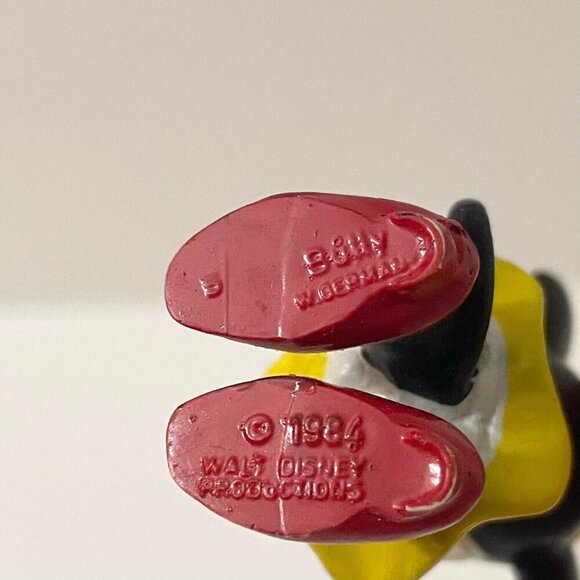 Bully
W. GERMANY
© 1984
WALT DISNEY
PRODUCTIONS